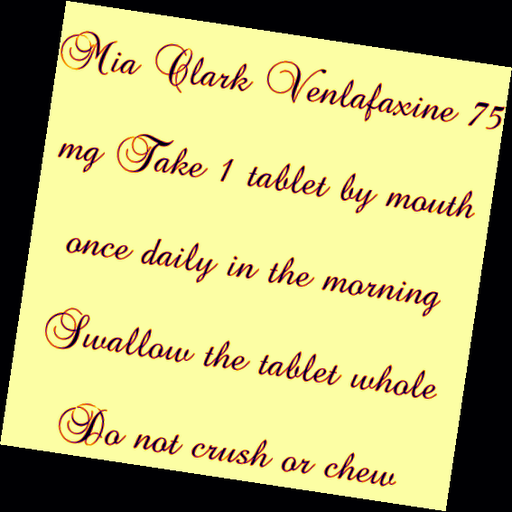 Mia Clark Venlafaxine 75
mg Take 1 tablet by mouth
once daily in the morning
Swallow the tablet whole
Do not crush or chew